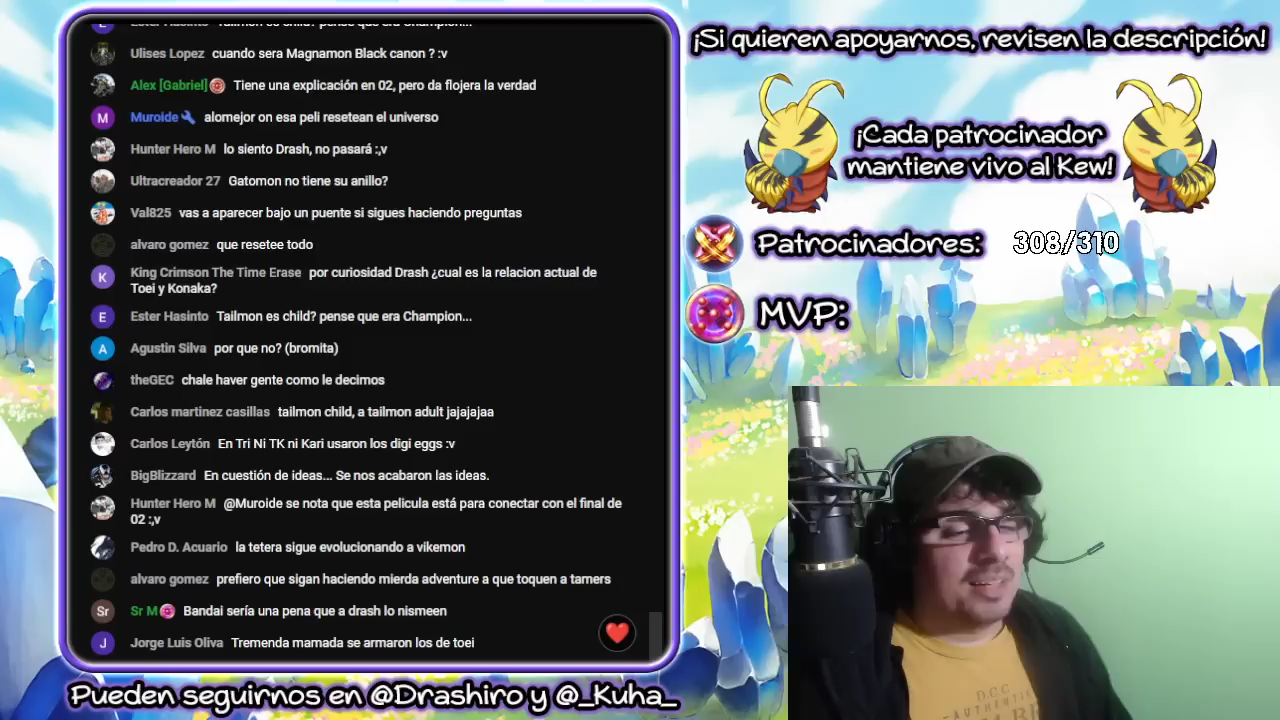 Ester Hasinto Tailmon es child? pense que era Champion...
Ulises Lopez cuando sera Magnamon Black canon ? :v
Alex [Gabriel] Tiene una explicación en 02, pero da flojera la verdad
M Muroide alomejor on esa peli resetean el universo
Hunter Hero M lo siento Drash, no pasará :,v
Ultracreador 27 Gatomon no tiene su anillo?
Val825 vas a aparecer bajo un puente si sigues haciendo preguntas
alvaro gomez que resetee todo
K King Crimson The Time Erase por curiosidad Drash ¿cual es la relacion actual de
Toei y Konaka?
E Ester Hasinto Tailmon es child? pense que era Champion...
A Agustin Silva por que no? (bromita)
theGEC chale haver gente como le decimos
Carlos martinez casillas tailmon child, a tailmon adult jajajajaa
Carlos Leytón En Tri Ni TK ni Kari usaron los digi eggs :v
BigBlizzard En cuestión de ideas... Se nos acabaron las ideas.
Hunter Hero M @Muroide se nota que esta pelicula está para conectar con el final de
02 :,v
Pedro D. Acuario la tetera sigue evolucionando a vikemon
alvaro gomez prefiero que sigan haciendo mierda adventure a que toquen a tamers
Sr Sr M Bandai sería una pena que a drash lo nismeen
J Jorge Luis Oliva Tremenda mamada se armaron los de toei
Pueden seguirnos en @Drashiro y @_Kuha_
¡Si quieren apoyarnos, revisen la descripción!
¡Cada patrocinador
mantiene vivo al Kew!
Patrocinadores: 308/310
MVP:
D.C.C